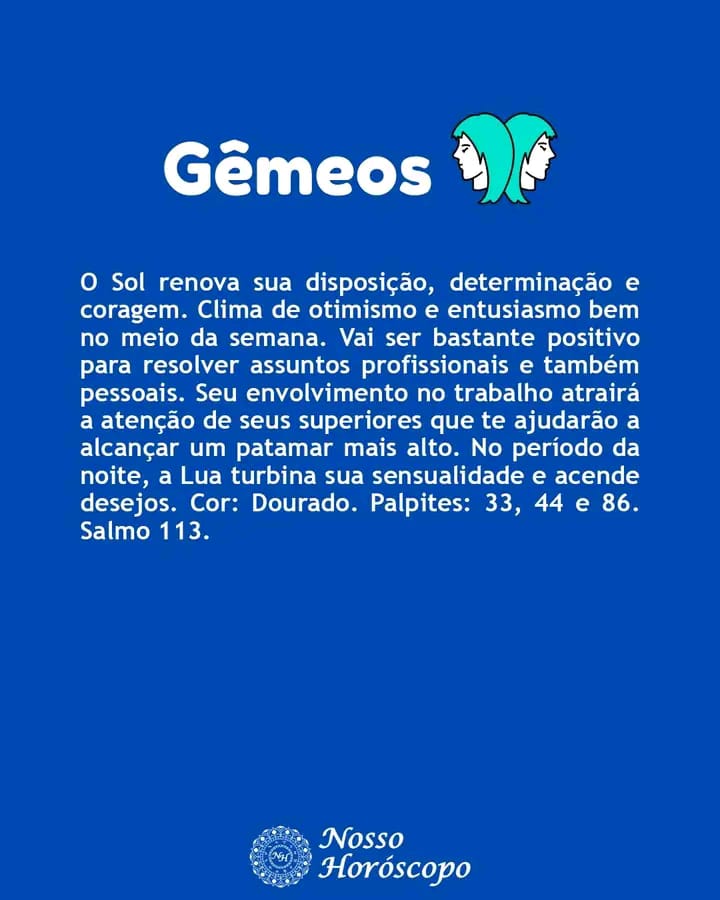 Gêmeos
O Sol renova sua disposição, determinação e
coragem. Clima de otimismo e entusiasmo bem
no meio da semana. Vai ser bastante positivo
para resolver assuntos profissionais e também
pessoais. Seu envolvimento no trabalho atrairá
a atenção de seus superiores que te ajudarão a
alcançar um patamar mais alto. No período da
noite, a Lua turbina sua sensualidade e acende
desejos. Cor: Dourado. Palpites: 33, 44 e 86.
Salmo 113.
NH
Nosso
Horóscopo